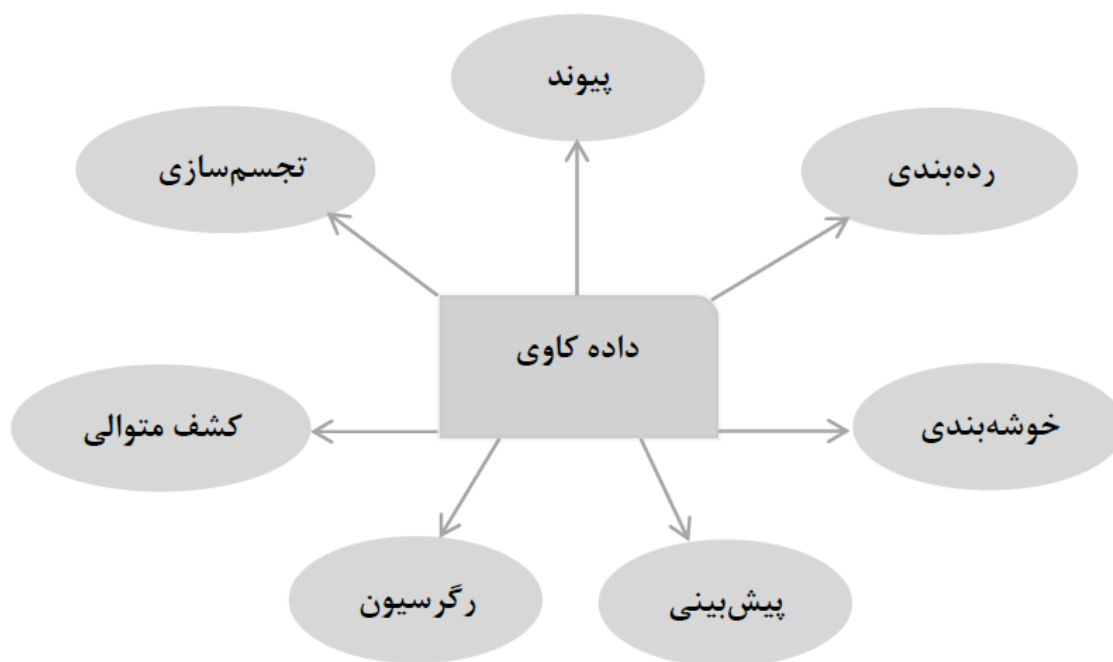 پیوند
رده‌بندی
تجسم‌سازی
داده کاوی
خوشه‌بندی
کشف متوالی
پیش‌بینی
رگرسیون